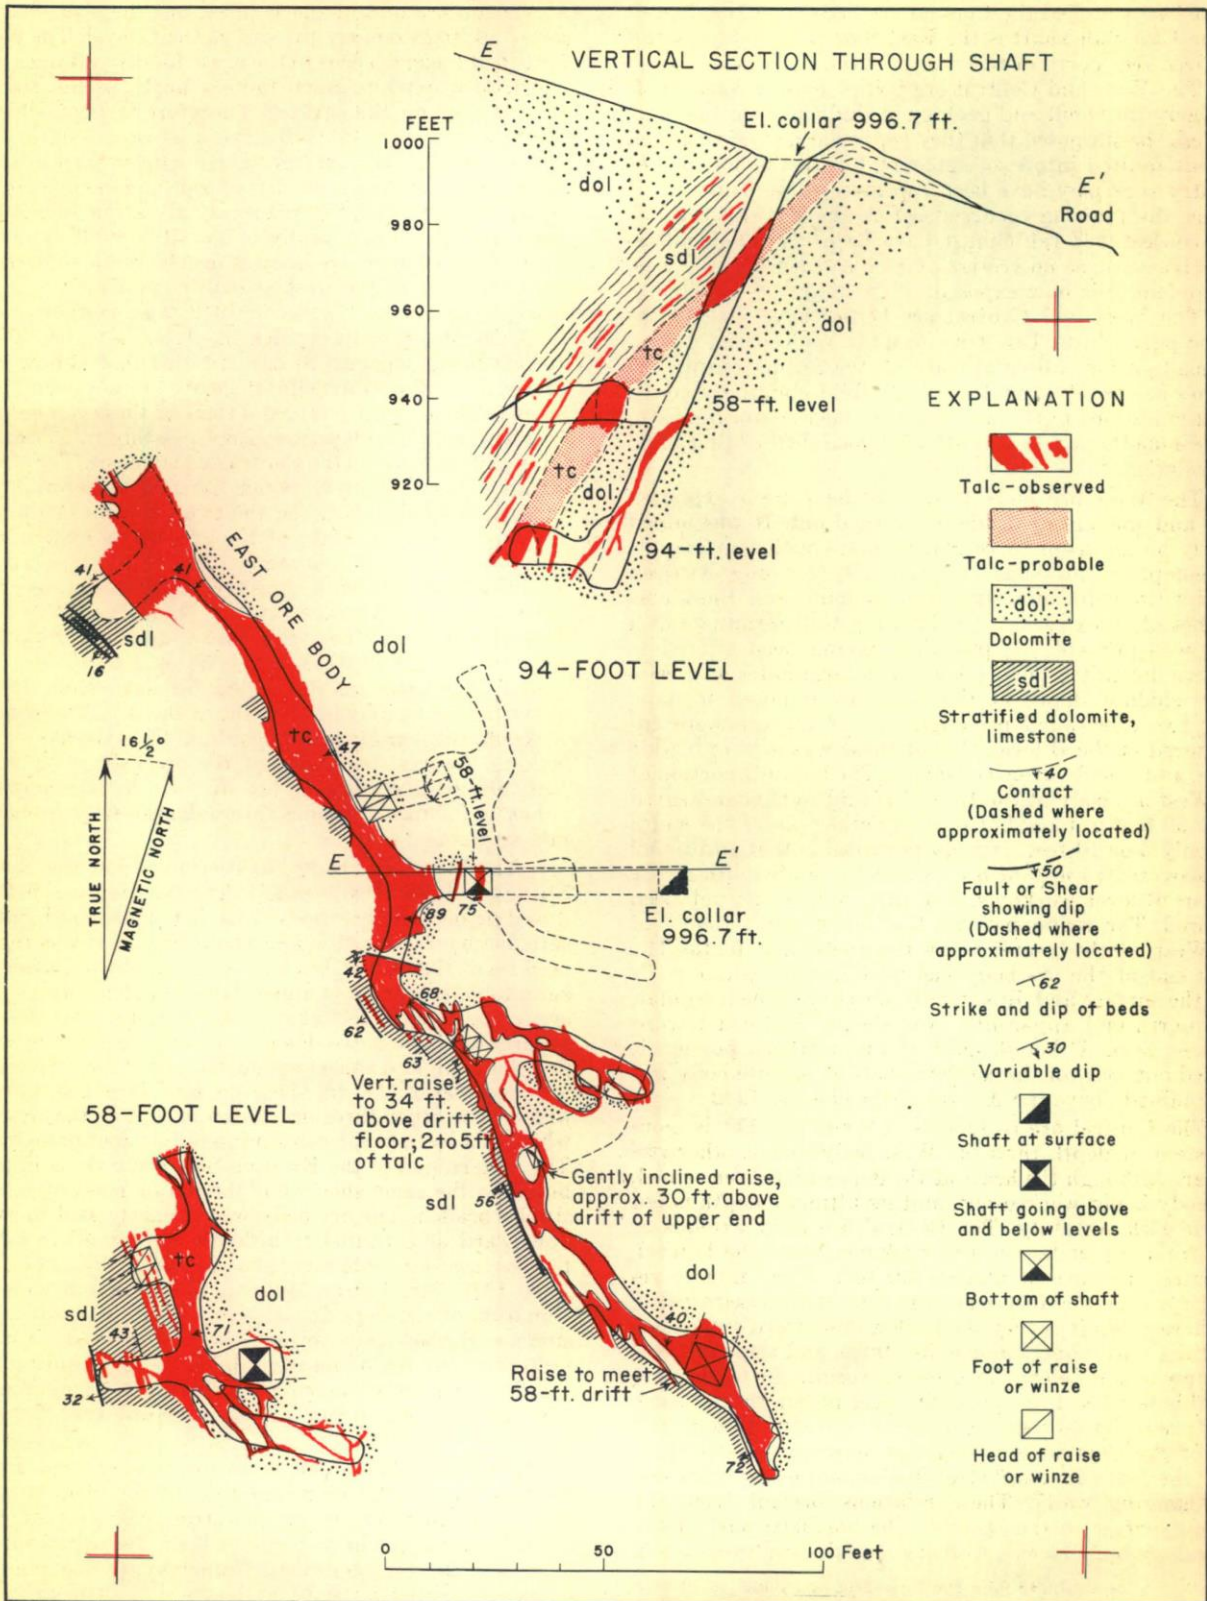 VERTICAL SECTION THROUGH SHAFT
E
El. collar 996.7 ft.
FEET
1000
980
960
940
920
dol
sdl
tc
tc
dol
dol
E'
Road
58-ft. level
94-ft. level
EXPLANATION
Talc-observed
Talc-probable
dol
Dolomite
sdl
Stratified dolomite,
limestone
40
Contact
(Dashed where
approximately located)
50
Fault or Shear
showing dip
(Dashed where
approximately located)
62
Strike and dip of beds
30
Variable dip
Shaft at surface
Shaft going above
and below levels
Bottom of shaft
Foot of raise
or winze
Head of raise
or winze
94-FOOT LEVEL
EAST ORE BODY
41
41
sdl
16
dol
tc
47
58-ft. level
E
E'
75
El. collar
996.7 ft.
89
42
68
62
63
Vert. raise
to 34 ft.
above drift
floor; 2 to 5 ft.
of talc
sdl
56
Gently inclined raise,
approx. 30 ft. above
drift of upper end
dol
40
Raise to meet
58-ft. drift
72
16 1/2°
TRUE NORTH
MAGNETIC NORTH
58-FOOT LEVEL
tc
sdl
dol
43
71
32
0 50 100 Feet